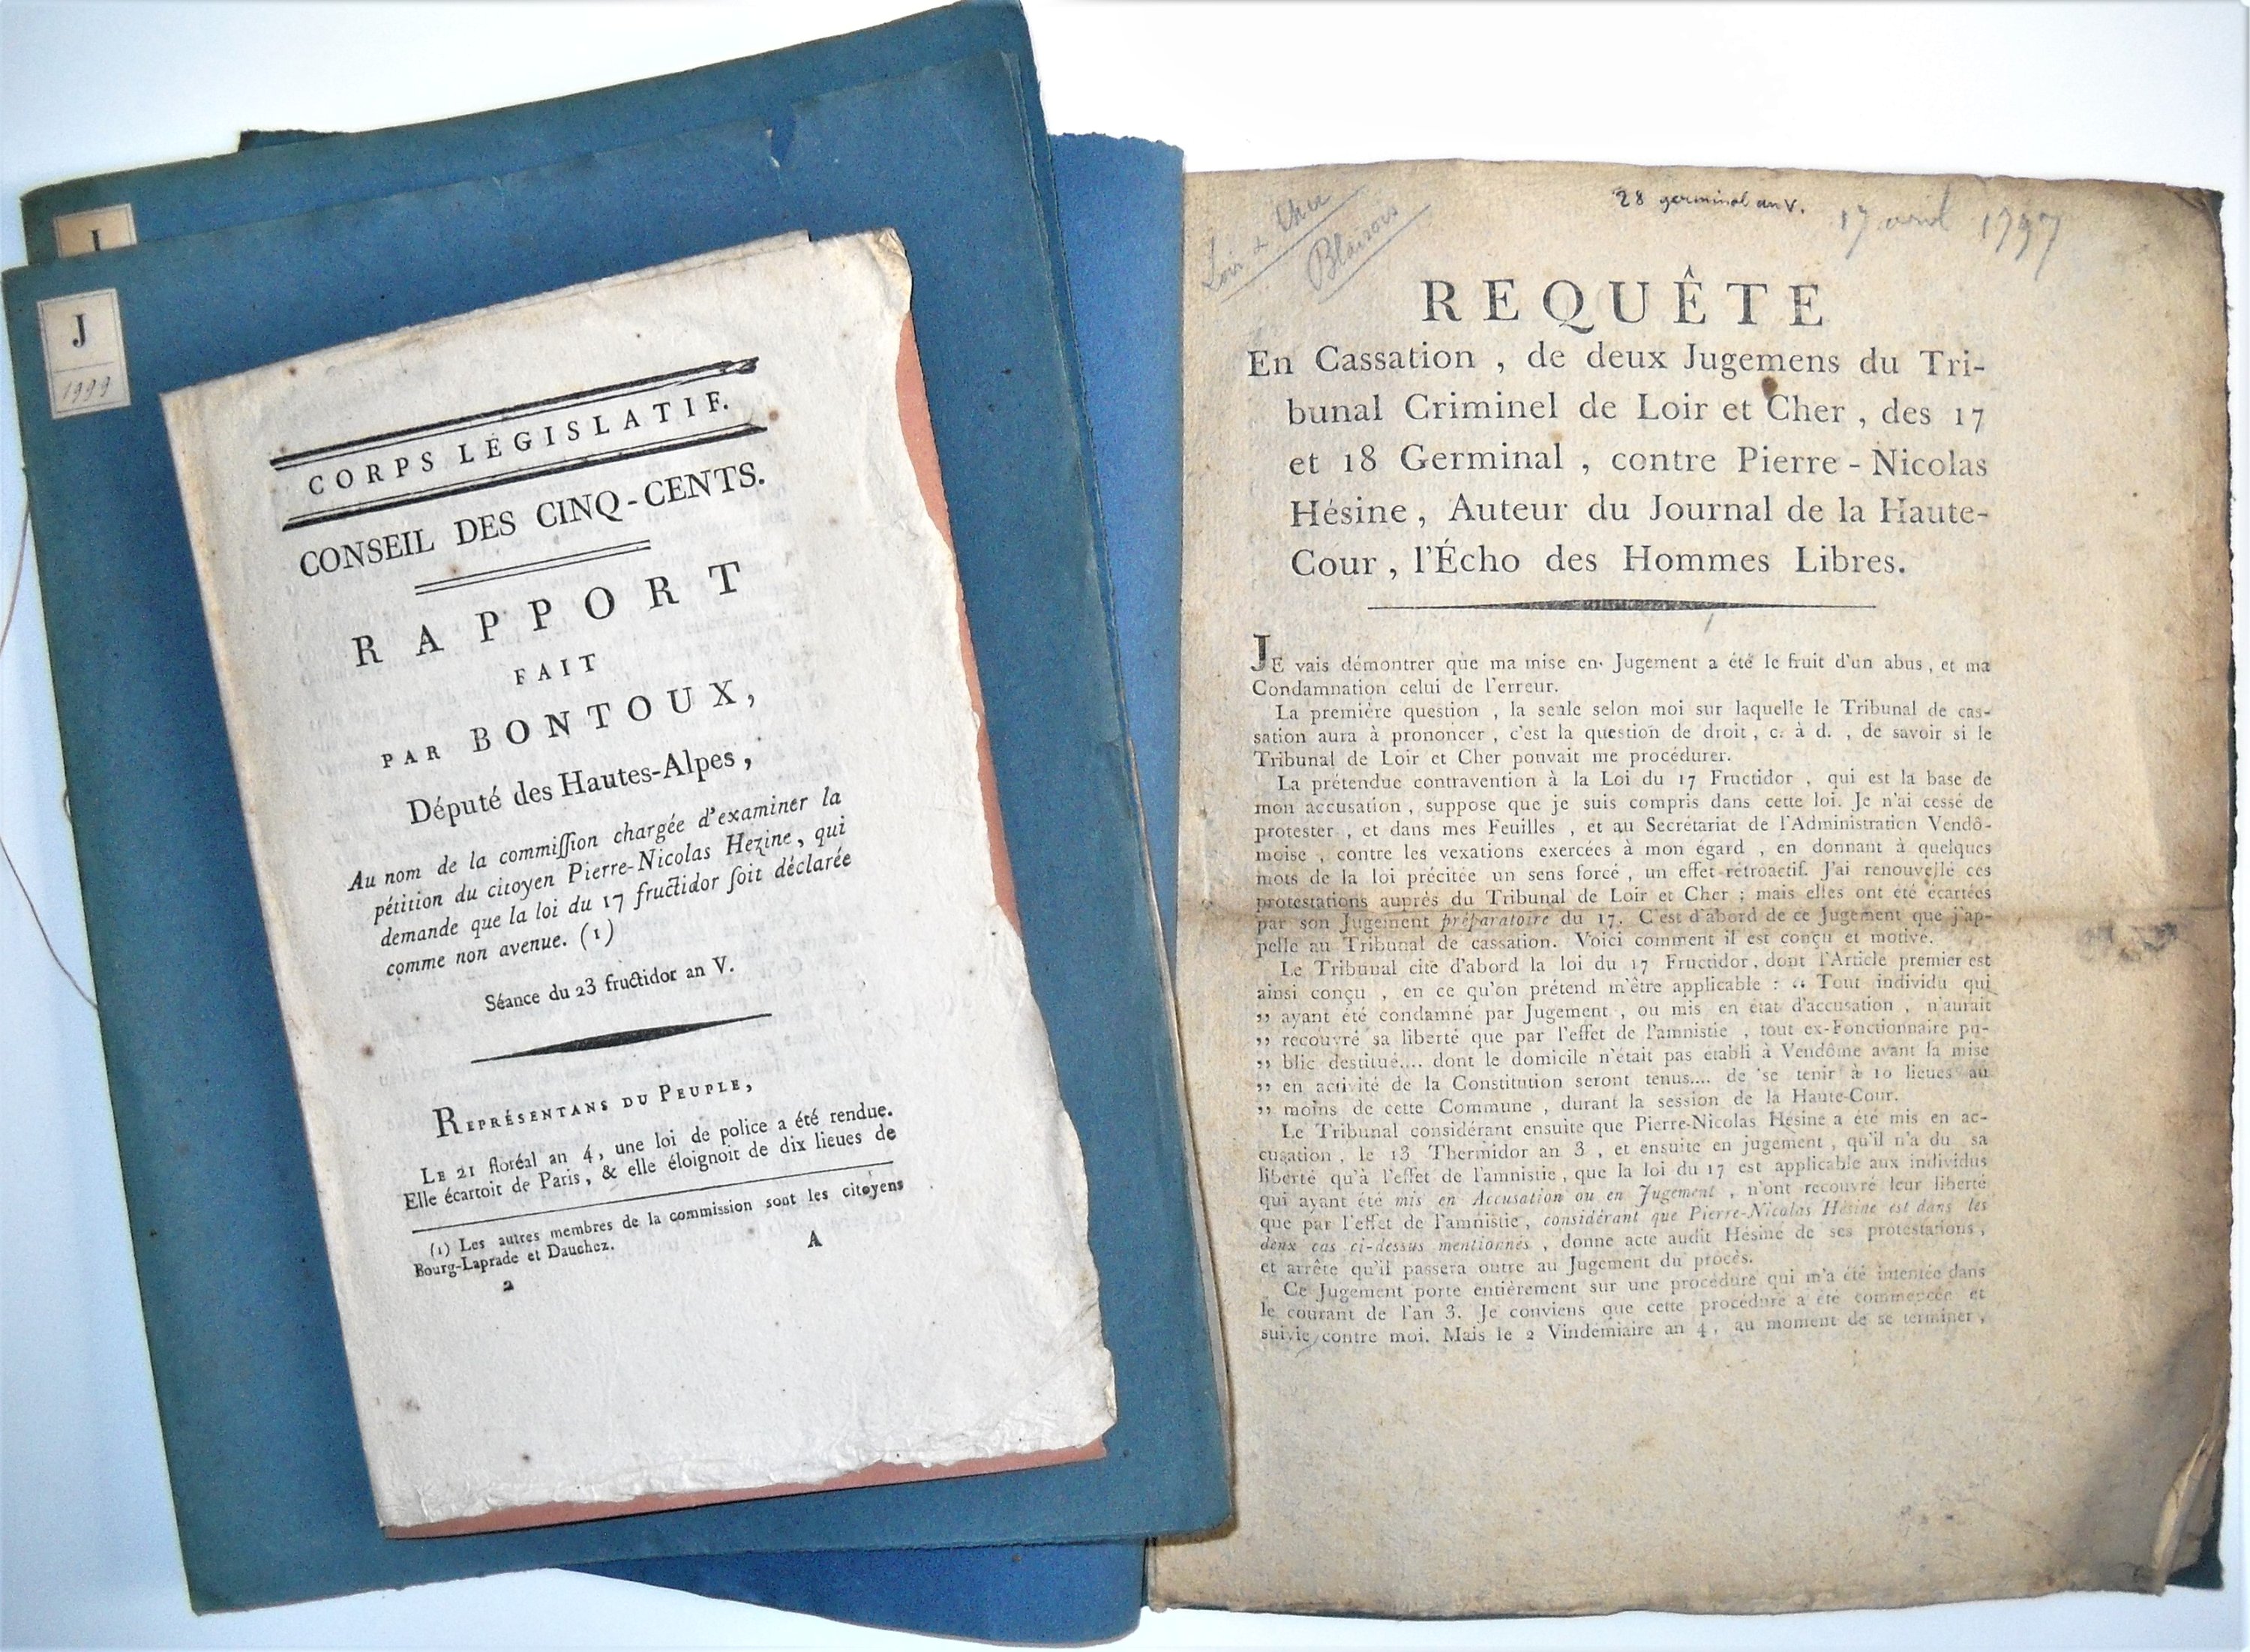 J
J
1999
CORPS LÉGISLATIF.
CONSEIL DES CINQ-CENTS.
RAPPORT
FAIT
PAR BONTOUX,
Député des Hautes-Alpes,
Au nom de la commiſſion chargée d'examiner la
pétition du citoyen Pierre-Nicolas Hezine, qui
demande que la loi du 17 fructidor ſoit déclarée
comme non avenue. (1)
Séance du 23 fructidor an V.
REPRÉSENTANS DU PEUPLE,
LE 21 floréal an 4, une loi de police a été rendue.
Elle écartoit de Paris, & elle éloignoit de dix lieues de
(1) Les autres membres de la commission sont les citoyens
Bourg-Laprade et Dauchez.
2
A
Loir & Cher
Blaisois
28 germinal an V.
17 avril 1797
REQUÊTE
En Cassation, de deux Jugemens du Tri-
bunal Criminel de Loir et Cher, des 17
et 18 Germinal, contre Pierre-Nicolas
Hésine, Auteur du Journal de la Haute-
Cour, l'Écho des Hommes Libres.
JE vais démontrer que ma mise en Jugement a été le fruit d'un abus, et ma
Condamnation celui de l'erreur.
La première question, la seule selon moi sur laquelle le Tribunal de cas-
sation aura à prononcer, c'est la question de droit, c. à d., de savoir si le
Tribunal de Loir et Cher pouvait me procédurer.
La prétendue contravention à la Loi du 17 Fructidor, qui est la base de
mon accusation, suppose que je suis compris dans cette loi. Je n'ai cessé de
protester, et dans mes Feuilles, et au Secrétariat de l'Administration Vendô-
moise, contre les vexations exercées à mon égard, en donnant à quelques
mots de la loi précitée un sens forcé, un effet rétroactif. J'ai renouvellé ces
protestations auprès du Tribunal de Loir et Cher; mais elles ont été écartées
par son Jugement préparatoire du 17. C'est d'abord de ce Jugement que j'ap-
pelle au Tribunal de cassation. Voici comment il est conçu et motivé.
Le Tribunal cite d'abord la loi du 17 Fructidor, dont l'Article premier est
ainsi conçu, en ce qu'on prétend m'être applicable : « Tout individu qui
,, ayant été condamné par Jugement, ou mis en état d'accusation, n'aurait
,, recouvré sa liberté que par l'effet de l'amnistie, tout ex-Fonctionnaire pu-
,, blic destitué.... dont le domicile n'était pas établi à Vendôme avant la mise
,, en activité de la Constitution seront tenus.... de se tenir à 10 lieues au
,, moins de cette Commune, durant la session de la Haute-Cour.
Le Tribunal considérant ensuite que Pierre-Nicolas Hésine a été mis en ac-
cusation, le 13 Thermidor an 3, et ensuite en jugement, qu'il n'a du sa
liberté qu'à l'effet de l'amnistie, que la loi du 17 est applicable aux individus
qui ayant été mis en Accusation ou en Jugement, n'ont recouvré leur liberté
que par l'effet de l'amnistie, considérant que Pierre-Nicolas Hésine est dans les
deux cas ci-dessus mentionnés, donne acte audit Hésine de ses protestations,
et arrête qu'il passera outre au Jugement du procès.
Ce Jugement porte entièrement sur une procédure qui m'a été intentée dans
le courant de l'an 3. Je conviens que cette procédure a été commencée et
suivie contre moi. Mais le 2 Vindémiaire an 4, au moment de se terminer,